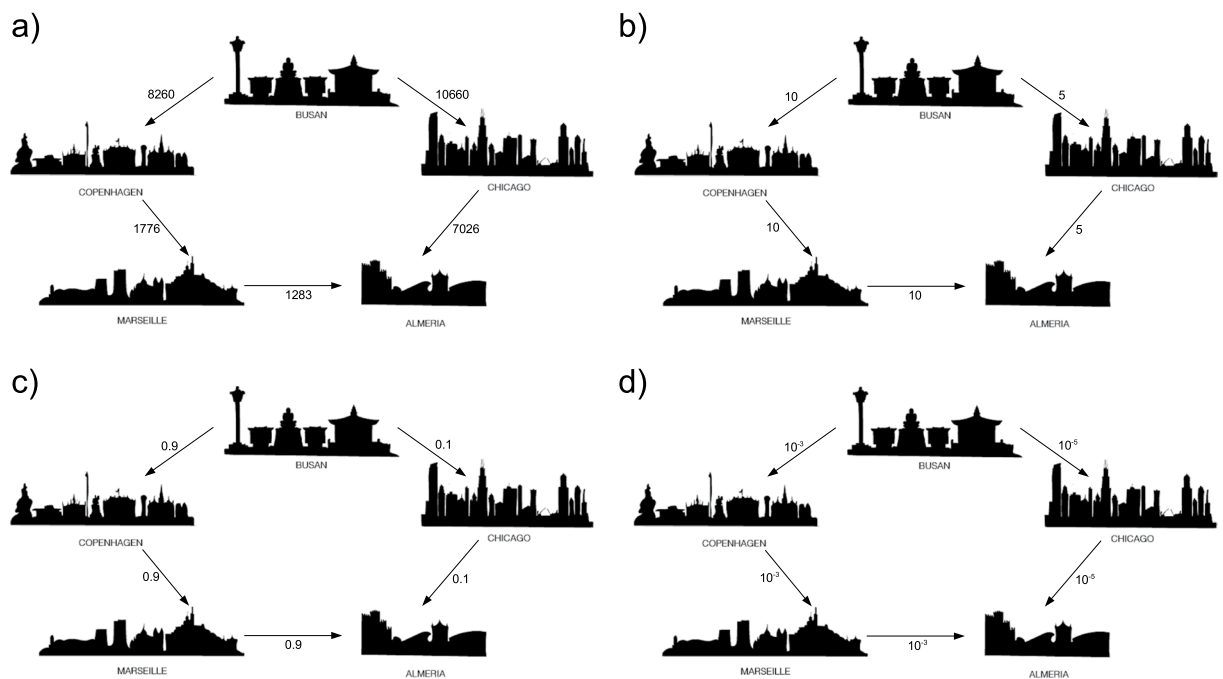 a)
BUSAN
8260
10660
COPENHAGEN
CHICAGO
1776
7026
MARSEILLE
1283
ALMERIA
b)
BUSAN
10
5
COPENHAGEN
CHICAGO
10
5
MARSEILLE
10
ALMERIA
c)
BUSAN
0.9
0.1
COPENHAGEN
CHICAGO
0.9
0.1
MARSEILLE
0.9
ALMERIA
d)
BUSAN
10⁻³
10⁻⁵
COPENHAGEN
CHICAGO
10⁻³
10⁻⁵
MARSEILLE
10⁻³
ALMERIA